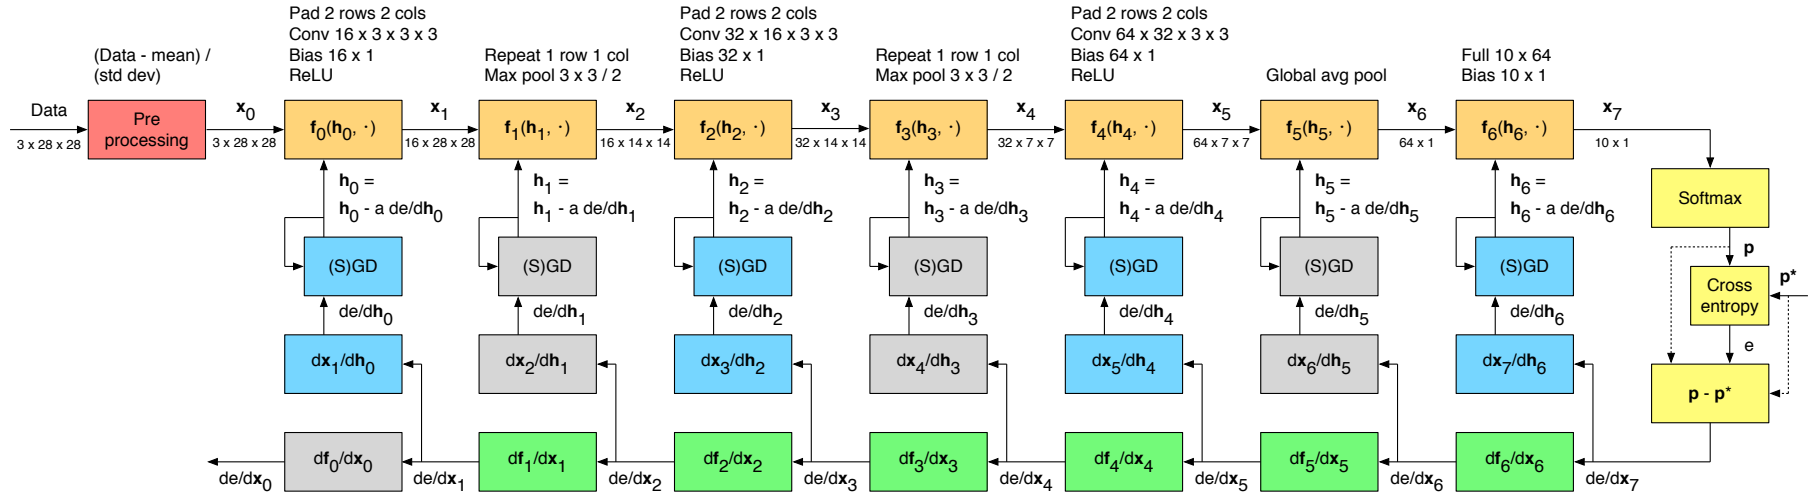 Pad 2 rows 2 cols
Conv 16 x 3 x 3 x 3
Bias 16 x 1
ReLU
Pad 2 rows 2 cols
Conv 32 x 16 x 3 x 3
Bias 32 x 1
ReLU
Pad 2 rows 2 cols
Conv 64 x 32 x 3 x 3
Bias 64 x 1
ReLU
(Data - mean) /
(std dev)
Repeat 1 row 1 col
Max pool 3 x 3 / 2
Repeat 1 row 1 col
Max pool 3 x 3 / 2
Global avg pool
Full 10 x 64
Bias 10 x 1
Data
3 x 28 x 28
Pre
processing
x0
3 x 28 x 28
f0(h0, ·)
x1
16 x 28 x 28
f1(h1, ·)
x2
16 x 14 x 14
f2(h2, ·)
x3
32 x 14 x 14
f3(h3, ·)
x4
32 x 7 x 7
f4(h4, ·)
x5
64 x 7 x 7
f5(h5, ·)
x6
64 x 1
f6(h6, ·)
x7
10 x 1
h0 =
h0 - a de/dh0
h1 =
h1 - a de/dh1
h2 =
h2 - a de/dh2
h3 =
h3 - a de/dh3
h4 =
h4 - a de/dh4
h5 =
h5 - a de/dh5
h6 =
h6 - a de/dh6
Softmax
p
(S)GD
(S)GD
(S)GD
(S)GD
(S)GD
(S)GD
(S)GD
Cross
entropy
p*
e
de/dh0
de/dh1
de/dh2
de/dh3
de/dh4
de/dh5
de/dh6
dx1/dh0
dx2/dh1
dx3/dh2
dx4/dh3
dx5/dh4
dx6/dh5
dx7/dh6
p - p*
de/dx0
df0/dx0
de/dx1
df1/dx1
de/dx2
df2/dx2
de/dx3
df3/dx3
de/dx4
df4/dx4
de/dx5
df5/dx5
de/dx6
df6/dx6
de/dx7